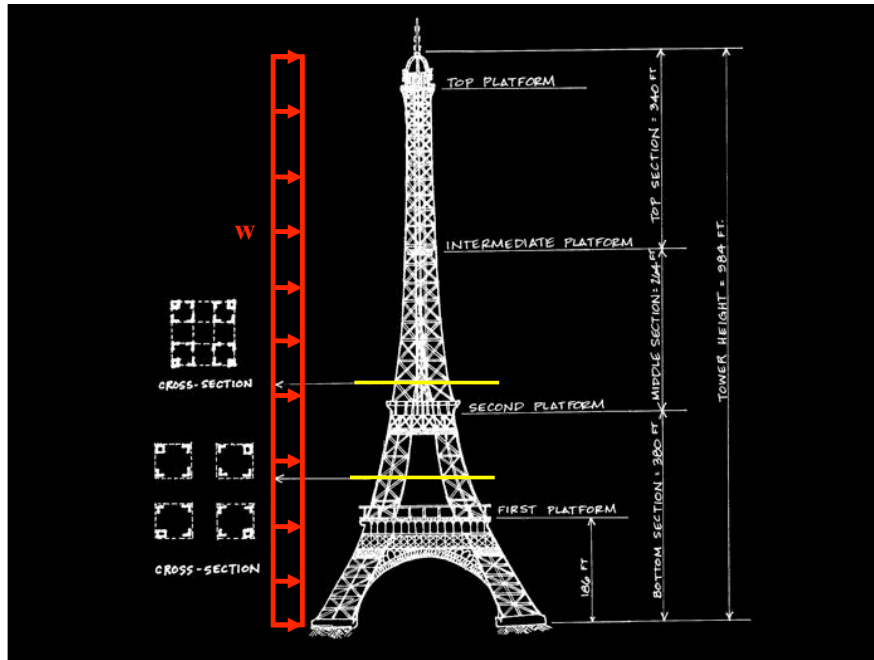 TOP PLATFORM
TOP SECTION = 340 FT
W
INTERMEDIATE PLATFORM
MIDDLE SECTION = 264 FT
TOWER HEIGHT = 984 FT.
CROSS-SECTION
SECOND PLATFORM
BOTTOM SECTION = 380 FT
FIRST PLATFORM
CROSS-SECTION
186 FT